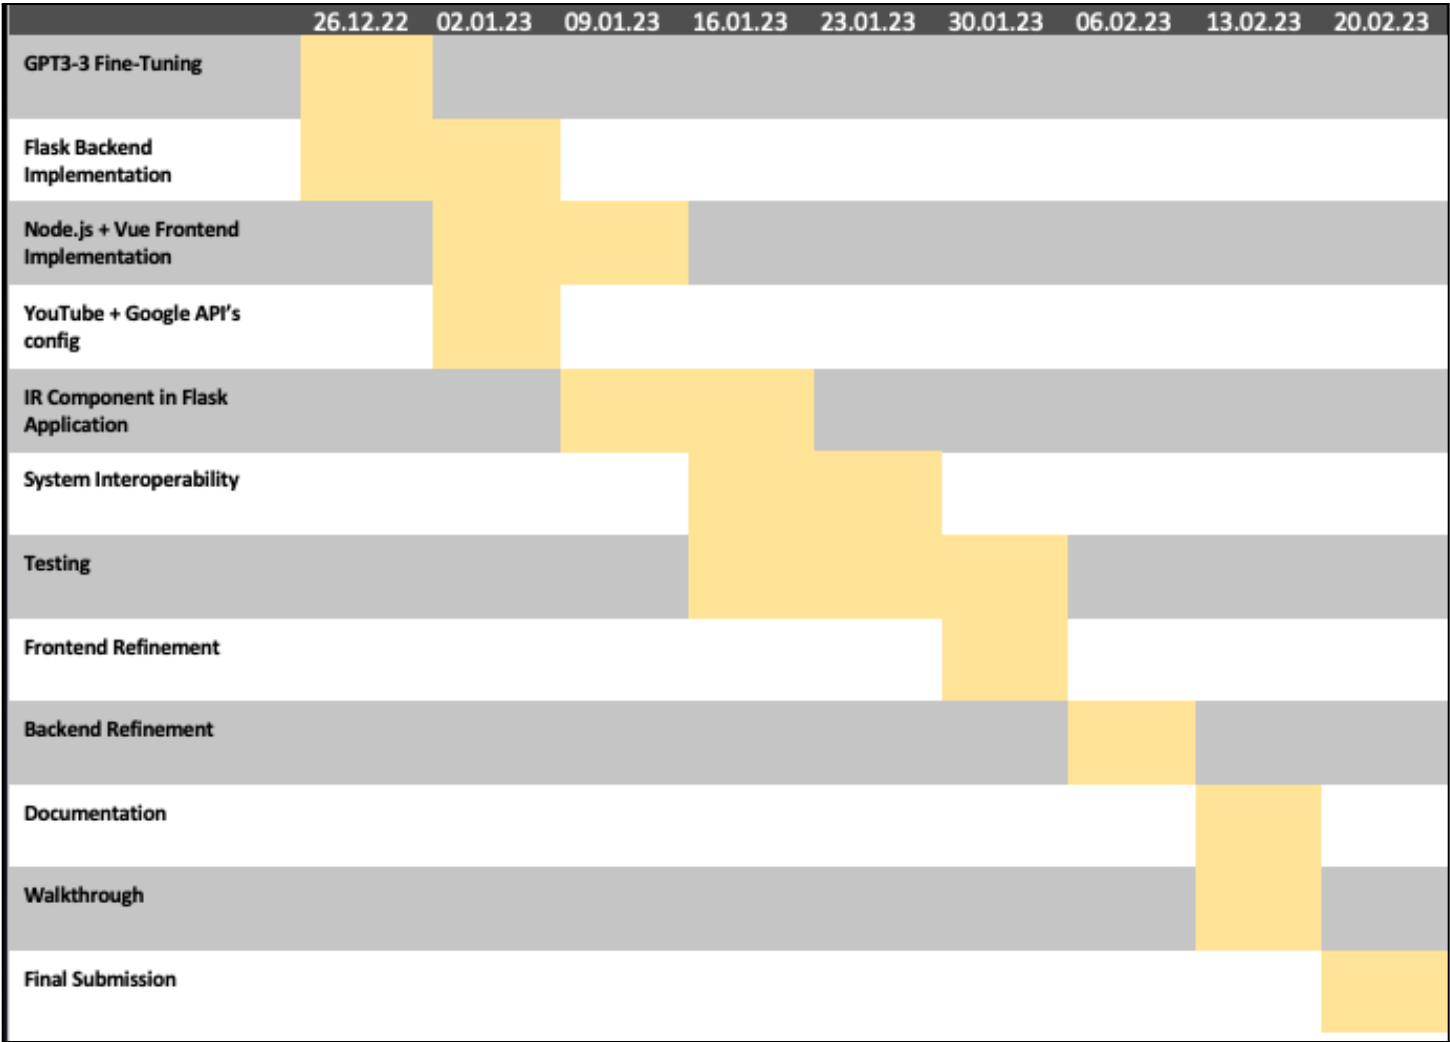 26.12.22 02.01.23 09.01.23 16.01.23 23.01.23 30.01.23 06.02.23 13.02.23 20.02.23
GPT3-3 Fine-Tuning
Flask Backend
Implementation
Node.js + Vue Frontend
Implementation
YouTube + Google API’s
config
IR Component in Flask
Application
System Interoperability
Testing
Frontend Refinement
Backend Refinement
Documentation
Walkthrough
Final Submission